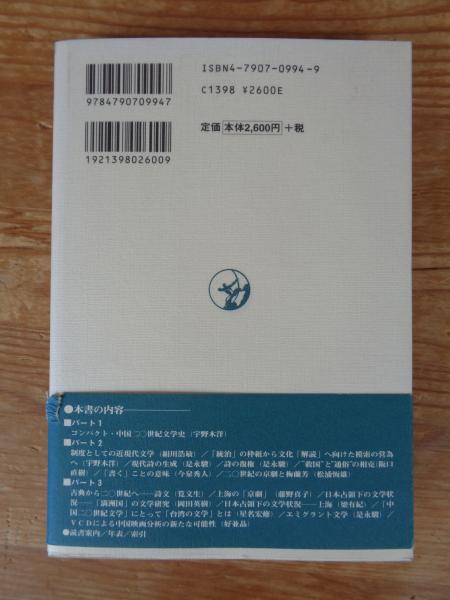 ISBN4-7907-0994-9
C1398 ¥2600E
9784790709947
定価 本体2,600円 +税
1921398026009
●本書の内容
■パート1
コンパクト・中国二〇世紀文学史(宇野木洋)
■パート2
制度としての近現代文学(絹川浩敏)/「統治」の枠組から文化「解読」へ向けた模索の営為
へ(宇野木洋)/現代詩の生成(是永駿)/詩の復権(是永駿)/"救国"と"通俗"の相克(阪口
直樹)/「書く」ことの意味(今泉秀人)/二〇世紀の京劇と梅蘭芳(松浦恆雄)
■パート3
古典から二〇世紀へ——詩文(筧文生)/上海の「京劇」(藤野真子)/日本占領下の文学状
況——「満洲国」の文学研究(岡田英樹)/日本占領下の文学状況——上海(梁有紀)/「中
国二〇世紀文学」にとって「台湾の文学」とは(星名宏修)/エミグラント文学(是永駿)/
VCDによる中国映画分析の新たな可能性(好並晶)
●読書案内/年表/索引